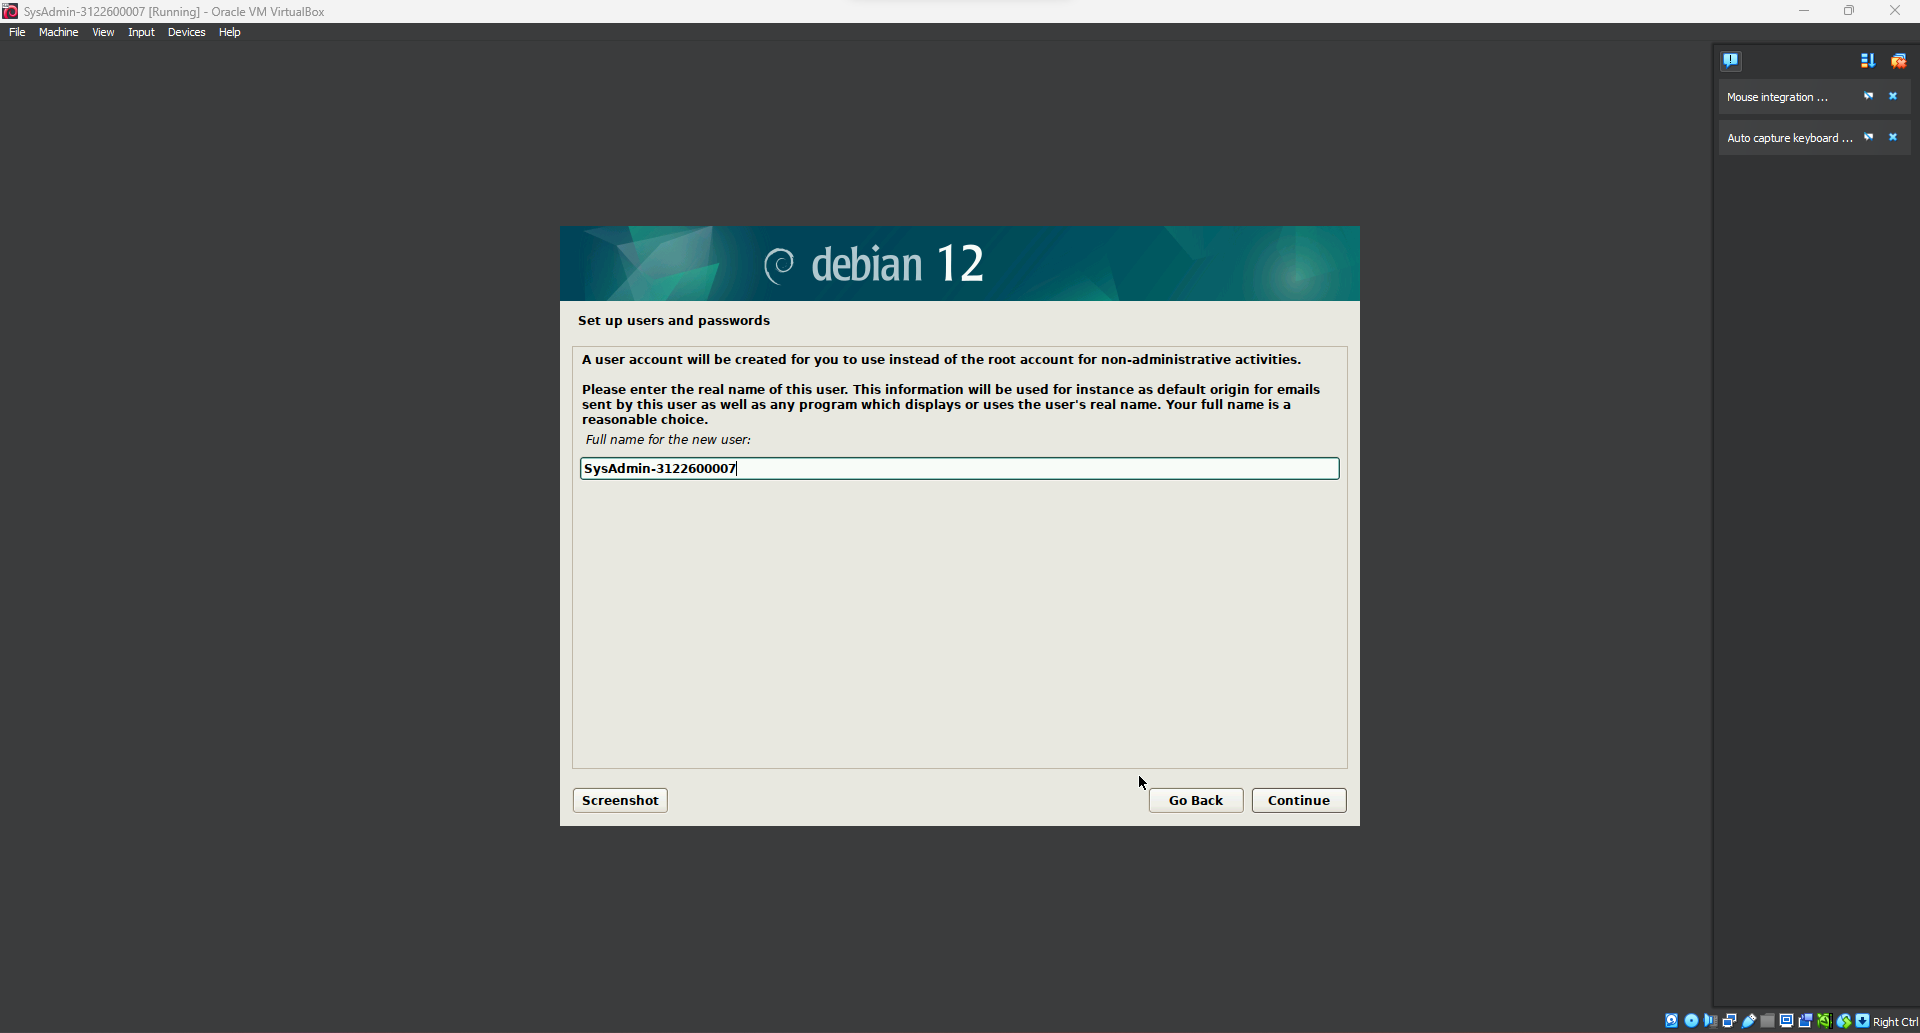 SysAdmin-3122600007 [Running] - Oracle VM VirtualBox
File Machine View Input Devices Help
Mouse integration ...
Auto capture keyboard ...
debian 12
Set up users and passwords
A user account will be created for you to use instead of the root account for non-administrative activities.
Please enter the real name of this user. This information will be used for instance as default origin for emails
sent by this user as well as any program which displays or uses the user's real name. Your full name is a
reasonable choice.
Full name for the new user:
SysAdmin-3122600007
Screenshot
Go Back
Continue
Right Ctrl